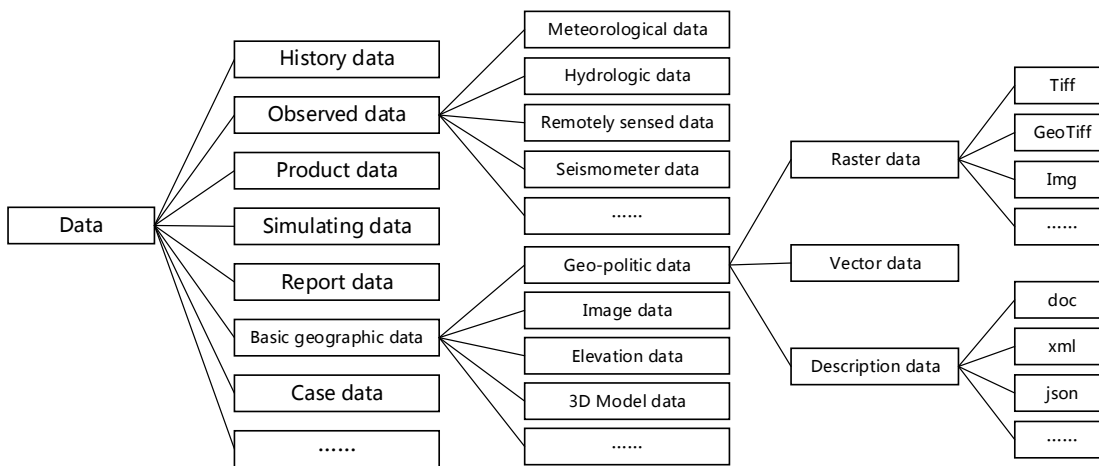 Data
History data
Observed data
Product data
Simulating data
Report data
Basic geographic data
Case data
……
Meteorological data
Hydrologic data
Remotely sensed data
Seismometer data
……
Geo-politic data
Image data
Elevation data
3D Model data
……
Raster data
Vector data
Description data
Tiff
GeoTiff
Img
……
doc
xml
json
……